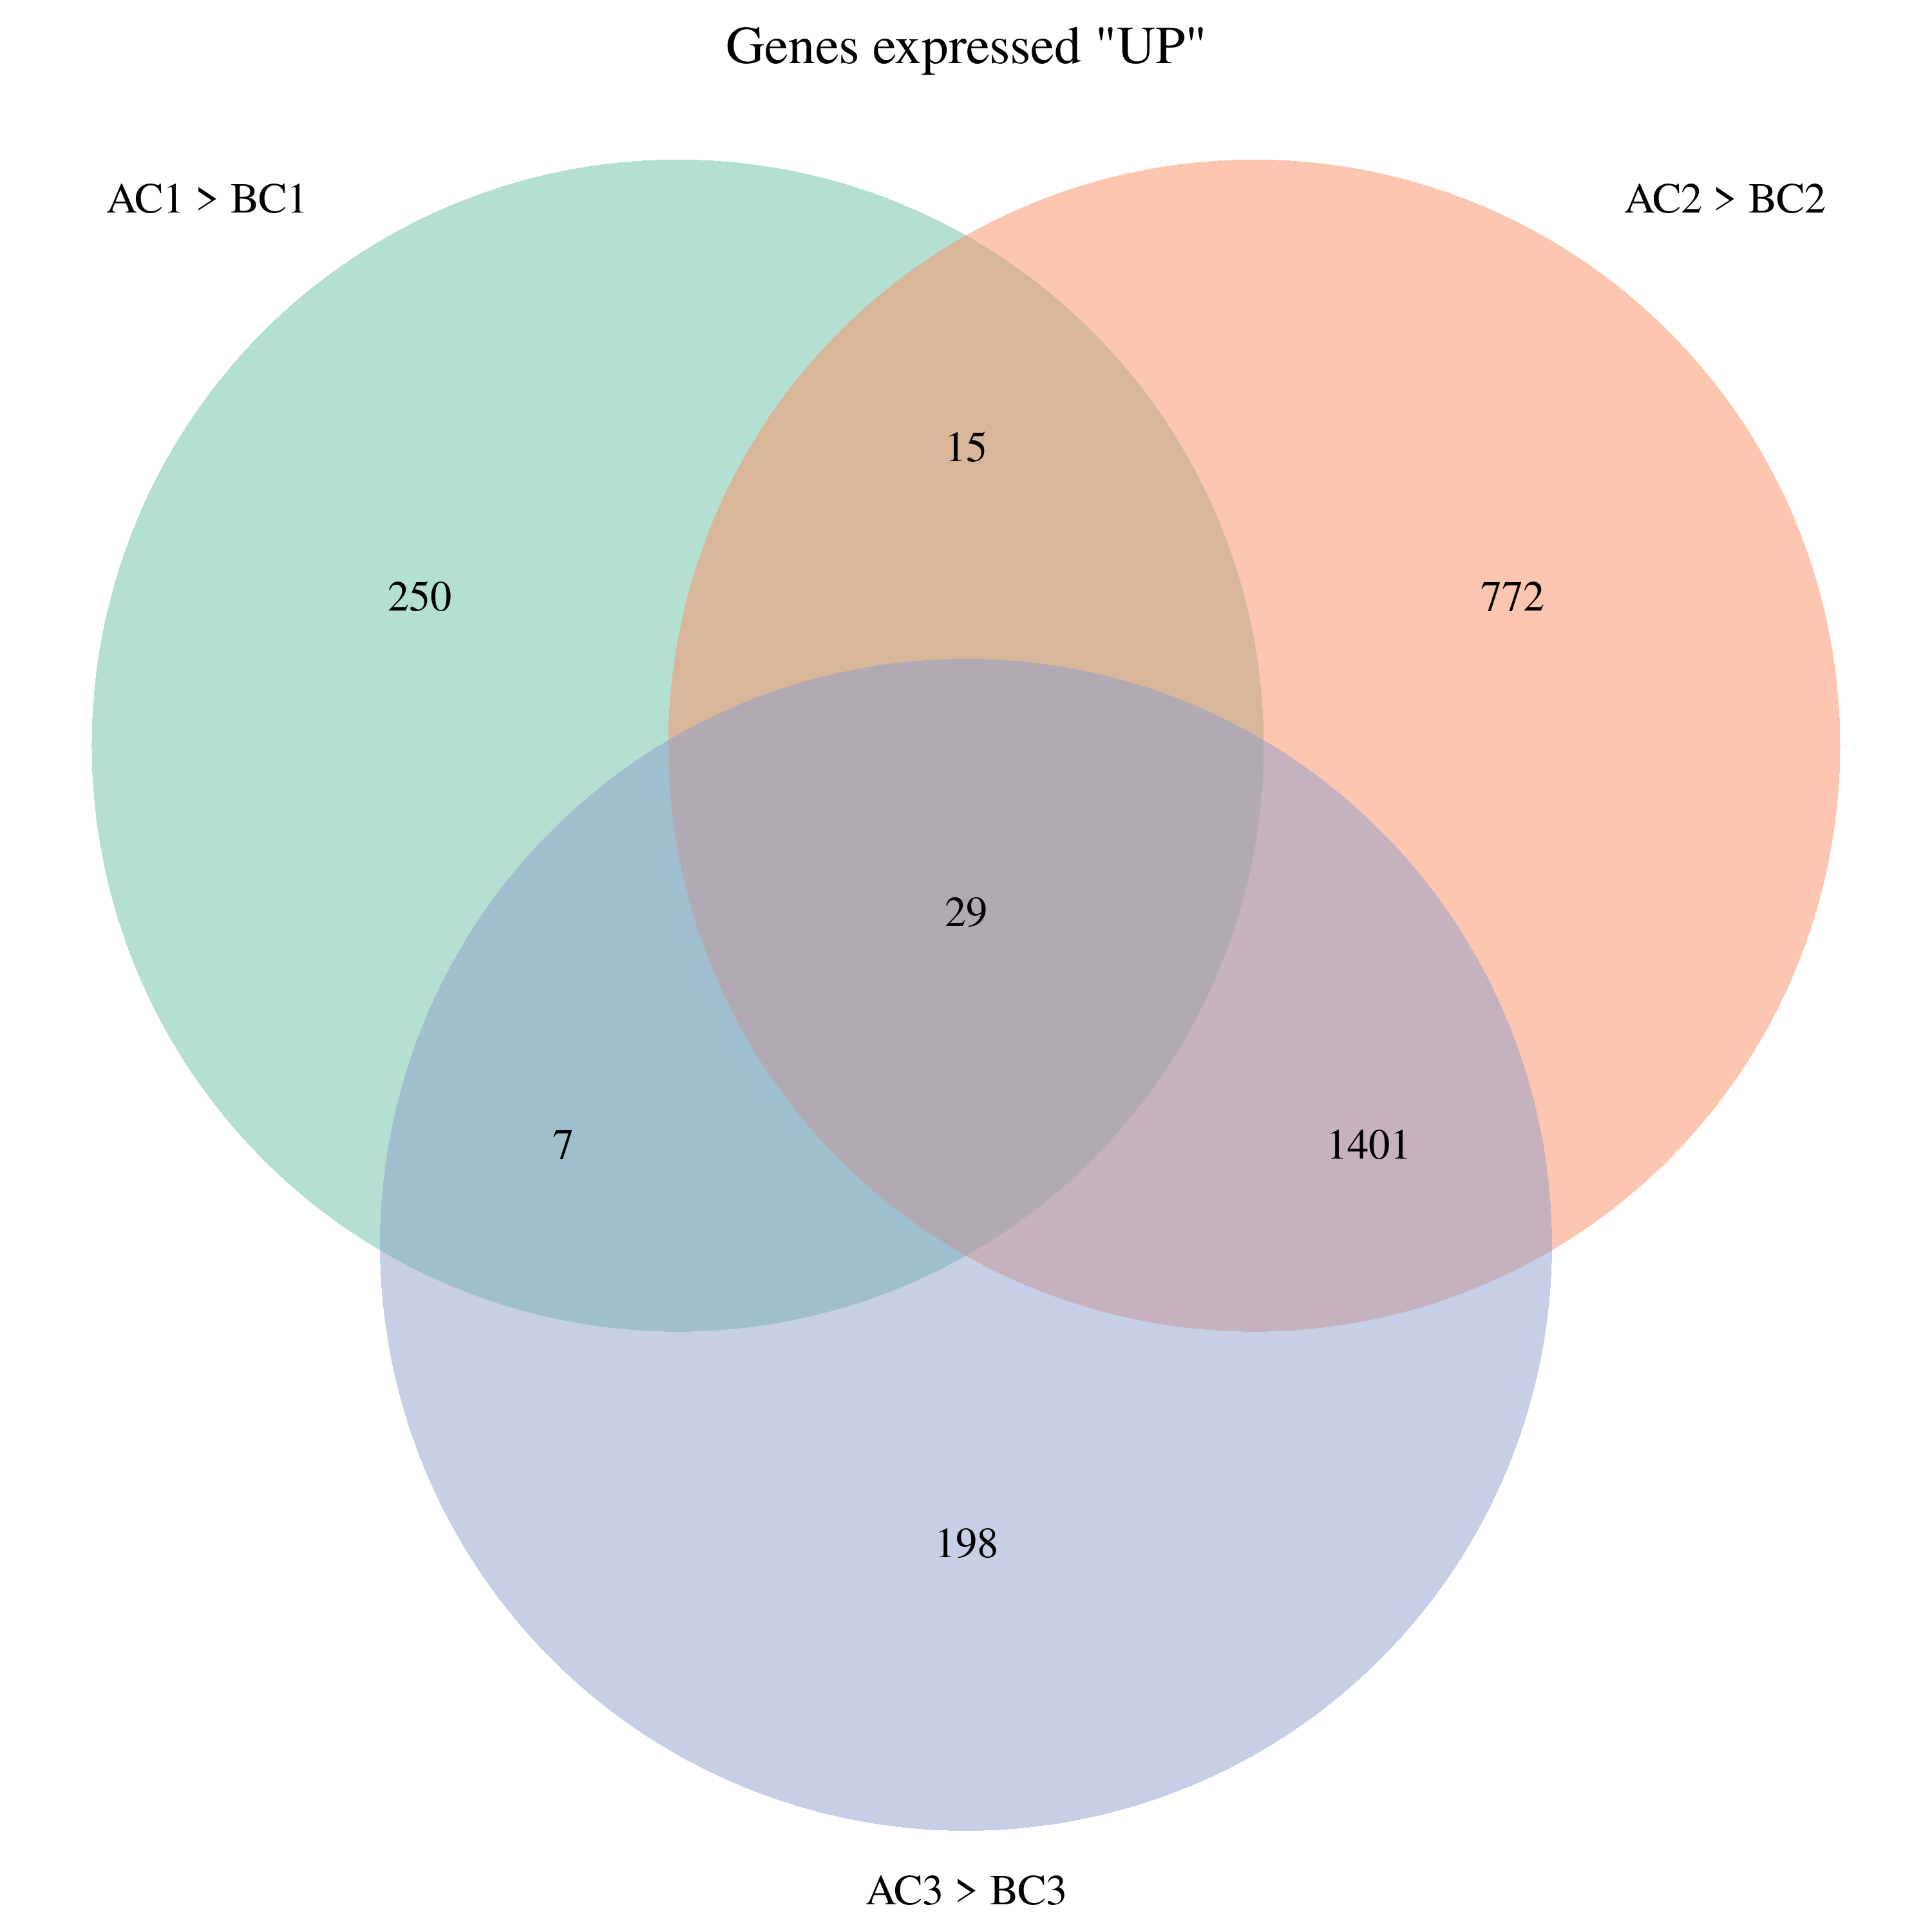 Genes expressed "UP"
AC1 > BC1
AC2 > BC2
15
250
772
29
7
1401
198
AC3 > BC3